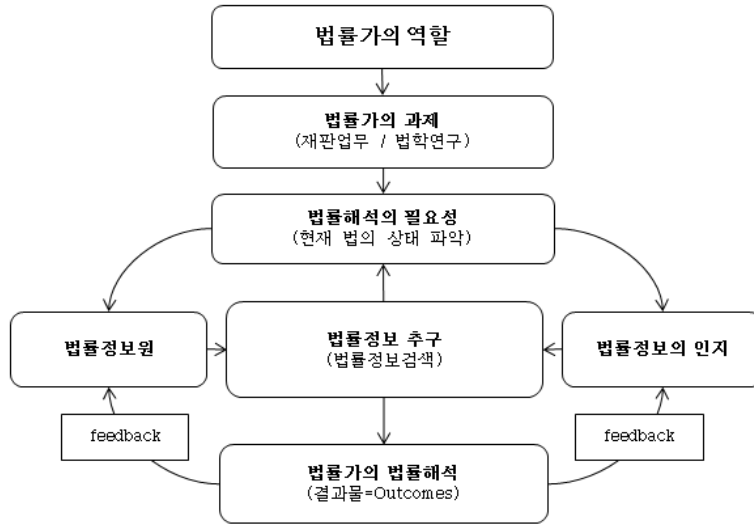 법률가의 역할
법률가의 과제
(재판업무 / 법학연구)
법률해석의 필요성
(현재 법의 상태 파악)
법률정보원
법률정보 추구
(법률정보검색)
법률정보의 인지
feedback
feedback
법률가의 법률해석
(결과물=Outcomes)